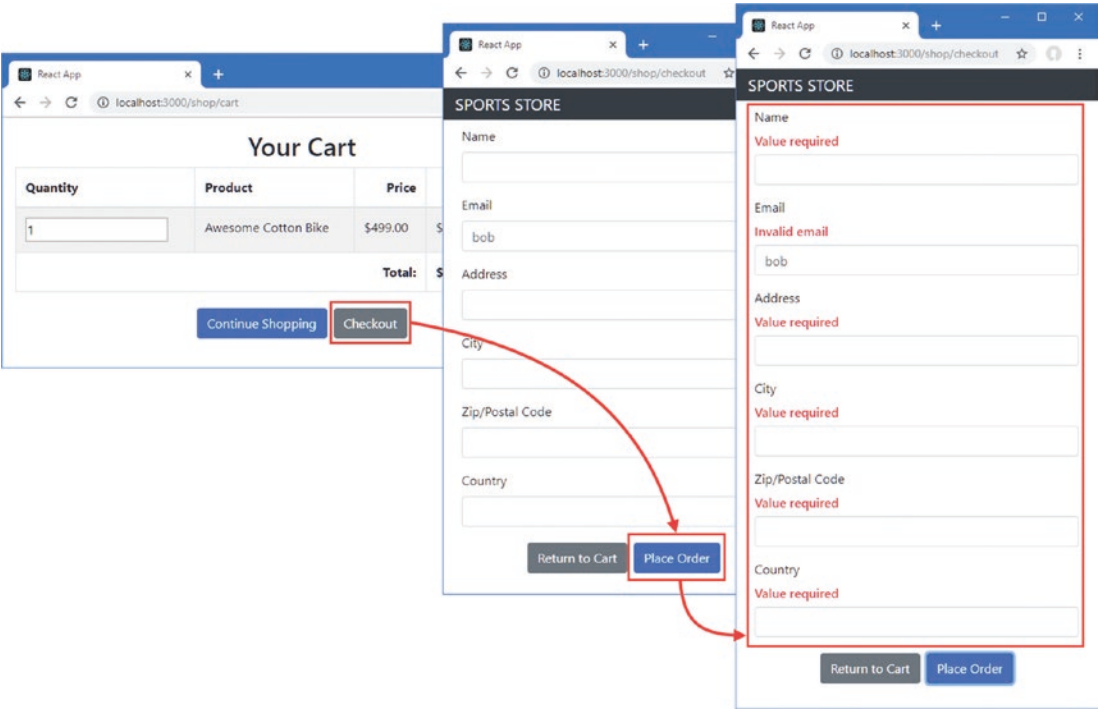 React App
localhost:3000/shop/cart
Your Cart
Quantity Product Price
1 Awesome Cotton Bike $499.00 $
Total: $
Continue Shopping Checkout
React App
localhost:3000/shop/checkout
SPORTS STORE
Name
Email
bob
Address
City
Zip/Postal Code
Country
Return to Cart Place Order
React App
localhost:3000/shop/checkout
SPORTS STORE
Name
Value required
Email
Invalid email
bob
Address
Value required
City
Value required
Zip/Postal Code
Value required
Country
Value required
Return to Cart Place Order